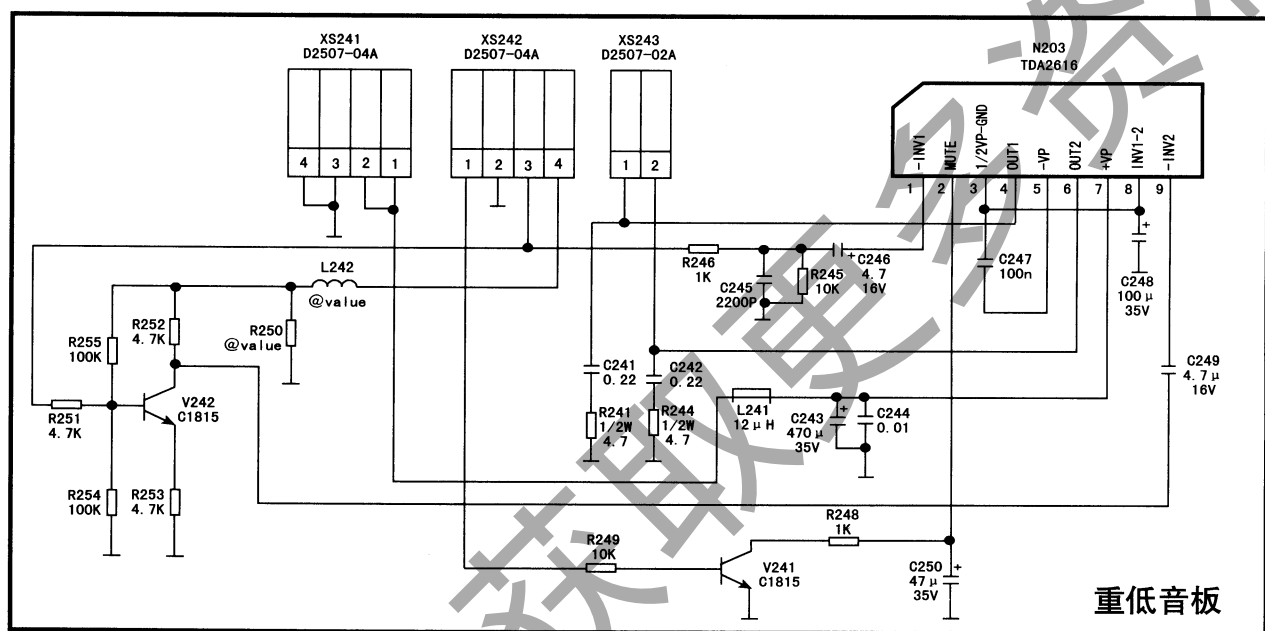 XS241
D2507-04A
XS242
D2507-04A
XS243
D2507-02A
N203
TDA2616
4 3 2 1
1 2 3 4
1 2
-INV1
MUTE
1/2VP-GND
OUT1
-VP
OUT2
+VP
INV1-2
-INV2
1 2 3 4 5 6 7 8 9
R246
1K
C245
2200P
R245
10K
+
C246
4.7
16V
C247
100n
+
C248
100μ
35V
L242
@value
R255
100K
R252
4.7K
R250
@value
R251
4.7K
V242
C1815
R254
100K
R253
4.7K
C241
0.22
C242
0.22
R241
1/2W
4.7
R244
1/2W
4.7
L241
12μH
+
C243
470μ
35V
C244
0.01
C249
4.7μ
16V
R249
10K
V241
C1815
R248
1K
+
C250
47μ
35V
重低音板
获取更多资